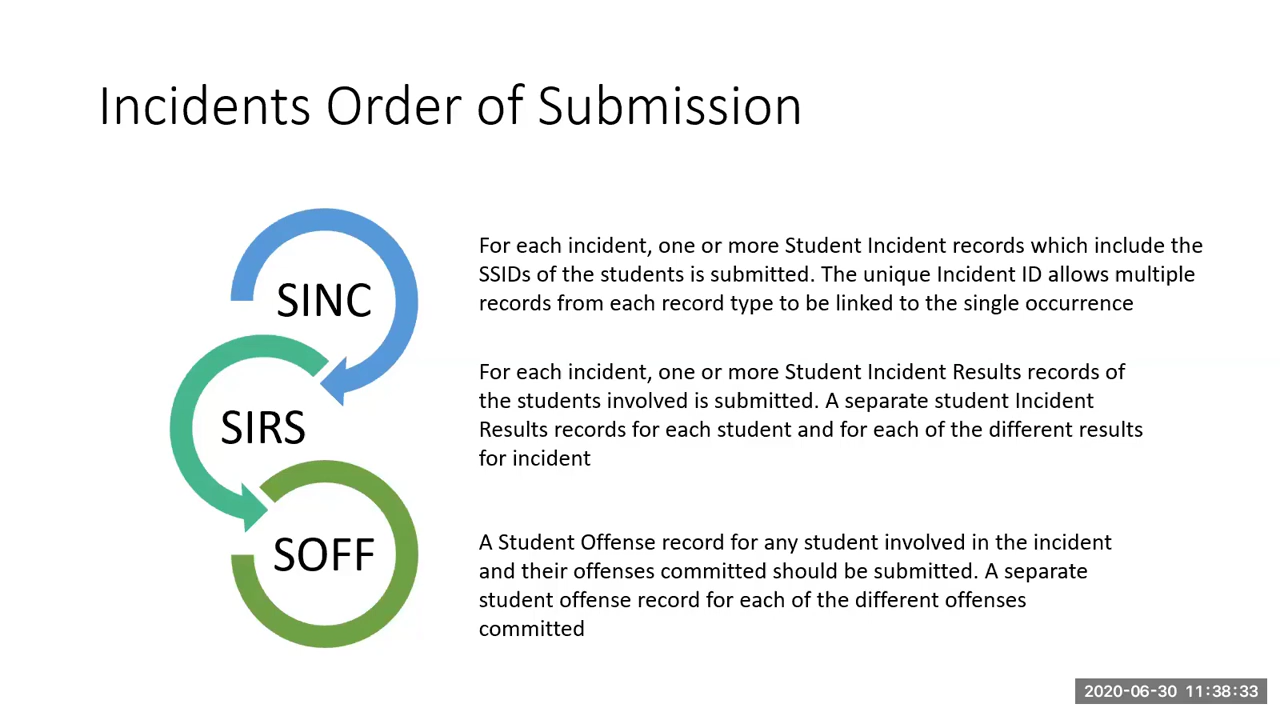 Incidents Order of Submission
SINC
For each incident, one or more Student Incident records which include the
SSIDs of the students is submitted. The unique Incident ID allows multiple
records from each record type to be linked to the single occurrence
SIRS
For each incident, one or more Student Incident Results records of
the students involved is submitted. A separate student Incident
Results records for each student and for each of the different results
for incident
SOFF
A Student Offense record for any student involved in the incident
and their offenses committed should be submitted. A separate
student offense record for each of the different offenses
committed
2020-06-30 11:38:33